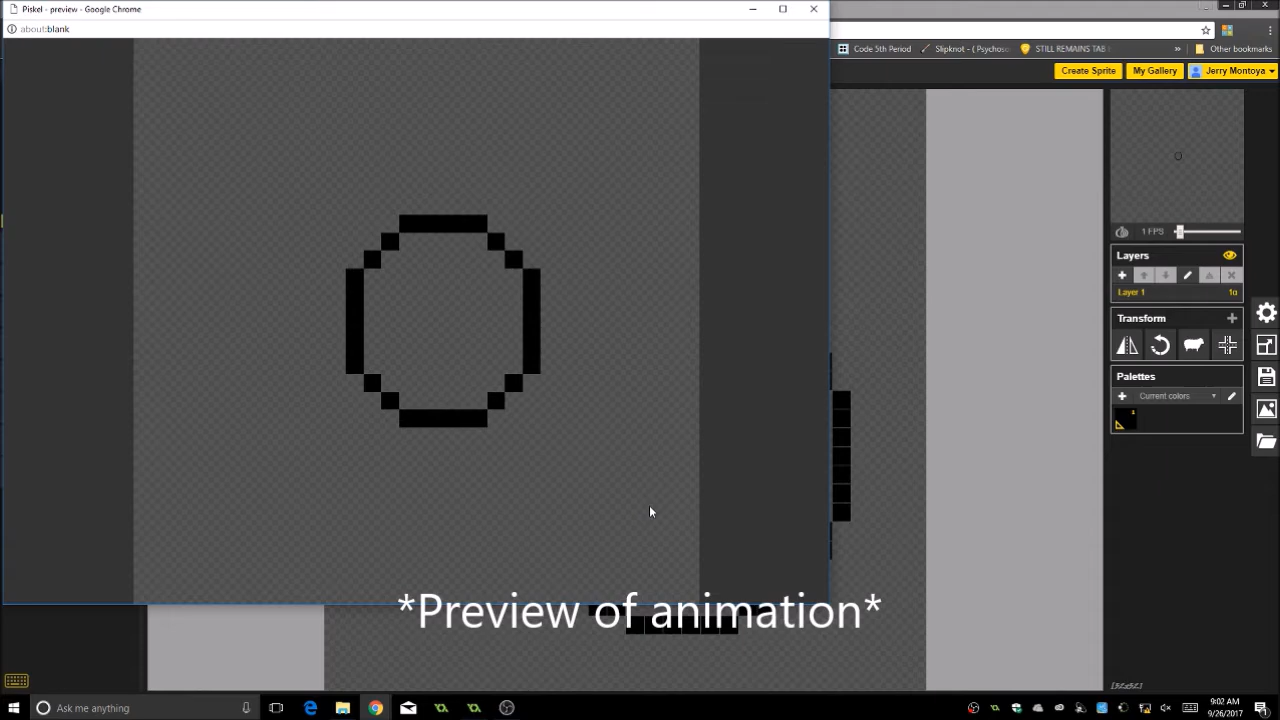 Piskel - preview - Google Chrome
about:blank
Code 5th Period
Slipknot - ( Psychoso
STILL REMAINS TAB
»
Other bookmarks
Create Sprite
My Gallery
Jerry Montoya
1 FPS
Layers
Layer 1
1α
Transform
Palettes
Current colors
1
*Preview of animation*
Ask me anything
9:02 AM
9/26/2017